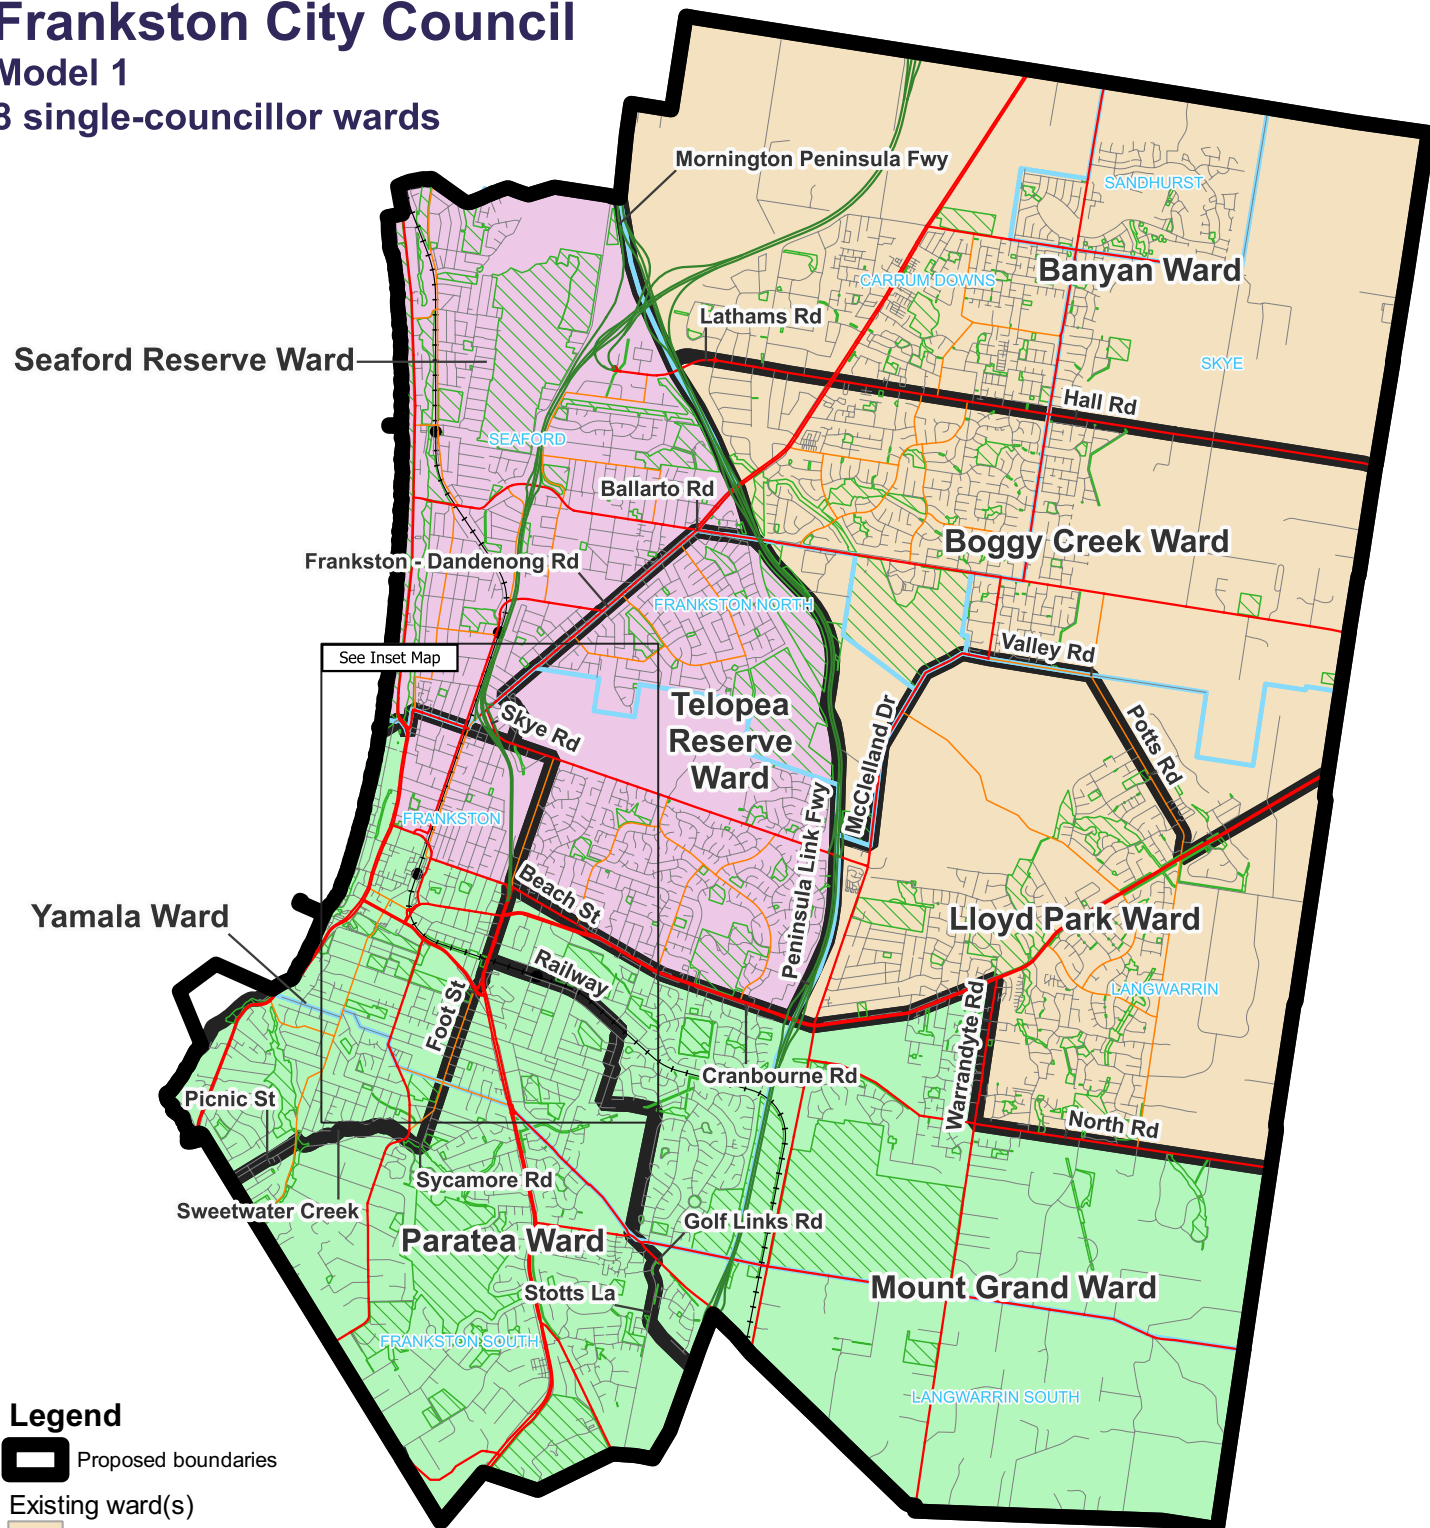 Frankston City Council
Model 1
8 single-councillor wards
Mornington Peninsula Fwy
SANDHURST
Banyan Ward
CARRUM DOWNS
Lathams Rd
Seaford Reserve Ward
SKYE
Hall Rd
SEAFORD
Ballarto Rd
Boggy Creek Ward
Frankston - Dandenong Rd
FRANKSTON NORTH
See Inset Map
Valley Rd
Telopea
Reserve
Ward
Skye Rd
McClelland Dr
Potts Rd
FRANKSTON
Peninsula Link Fwy
Beach St
Yamala Ward
Lloyd Park Ward
Railway
LANGWARRIN
Foot St
Warrandyte Rd
Cranbourne Rd
Picnic St
North Rd
Sycamore Rd
Sweetwater Creek
Golf Links Rd
Paratea Ward
Mount Grand Ward
Stotts La
FRANKSTON SOUTH
LANGWARRIN SOUTH
Legend
Proposed boundaries
Existing ward(s)